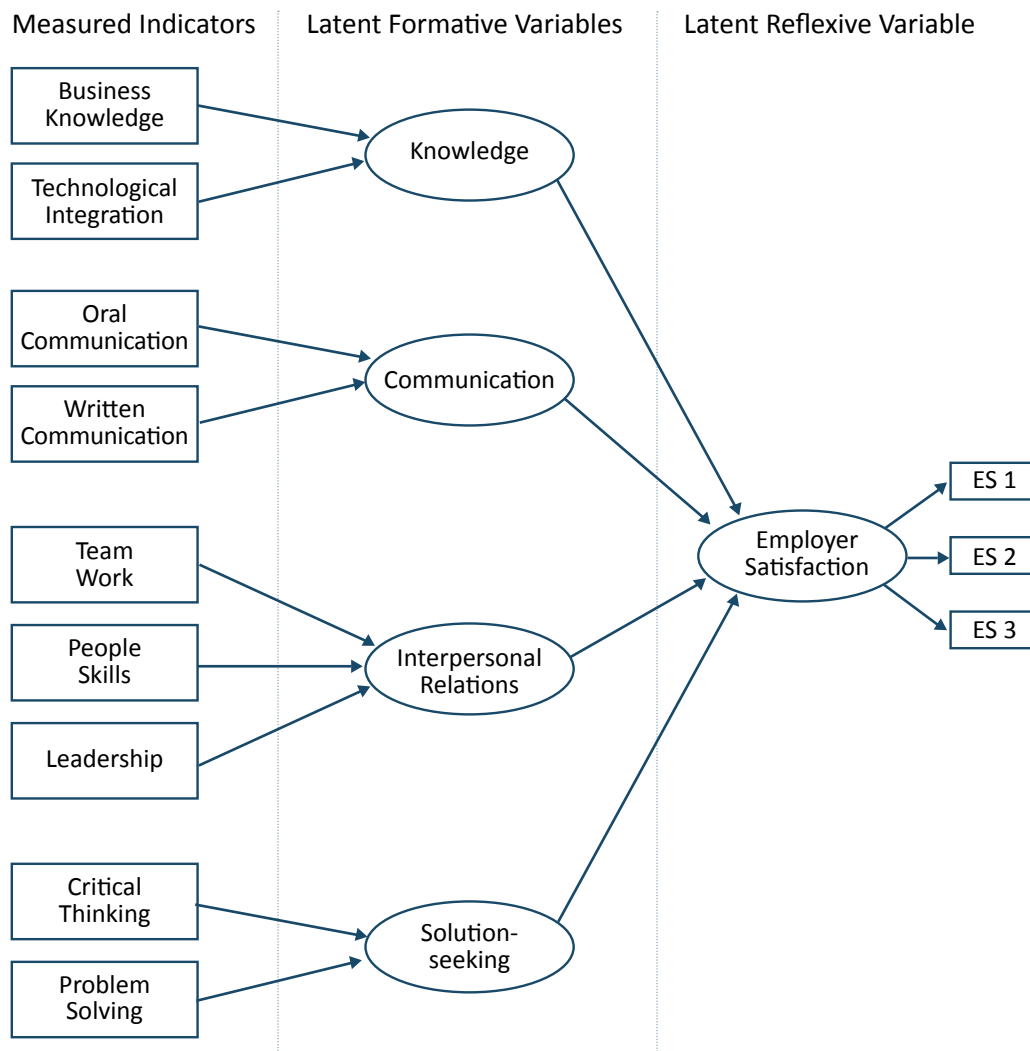 Measured Indicators
Latent Formative Variables
Latent Reflexive Variable
Business
Knowledge
Technological
Integration
Knowledge
Oral
Communication
Written
Communication
Communication
Team
Work
People
Skills
Leadership
Interpersonal
Relations
Critical
Thinking
Problem
Solving
Solution-
seeking
Employer
Satisfaction
ES 1
ES 2
ES 3